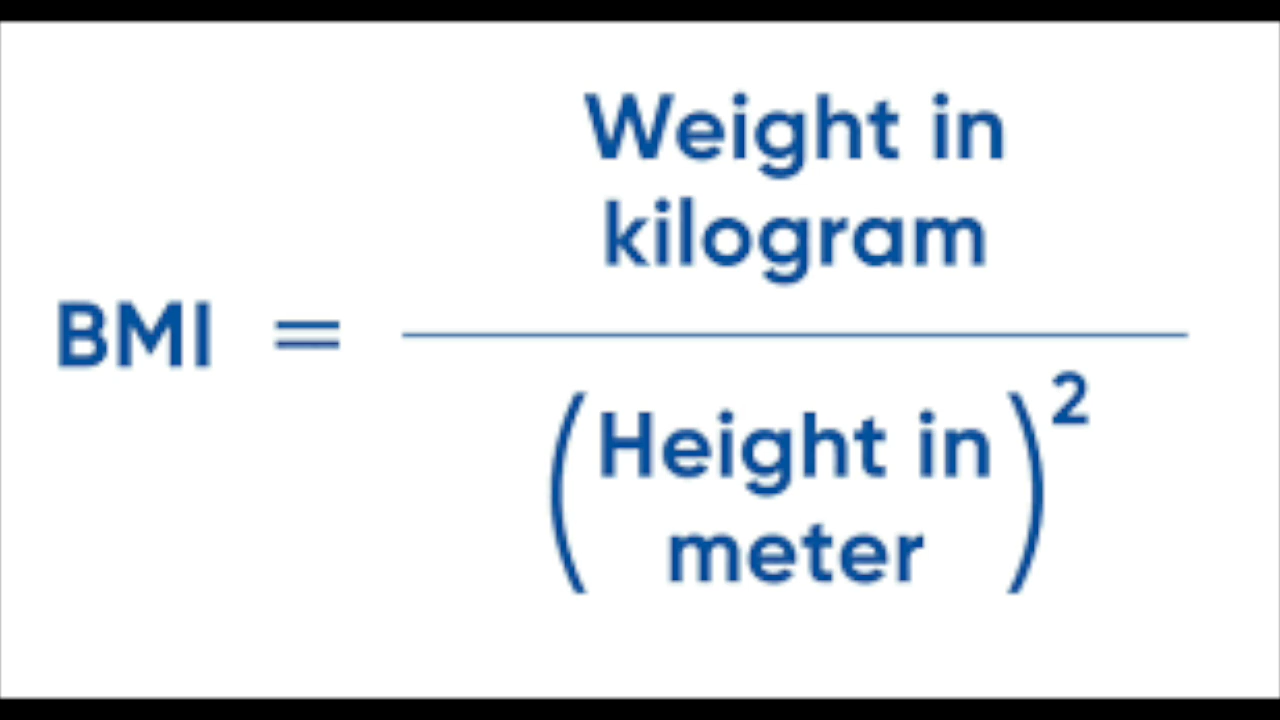 Weight in
kilogram
BMI =
(Height in
meter)²